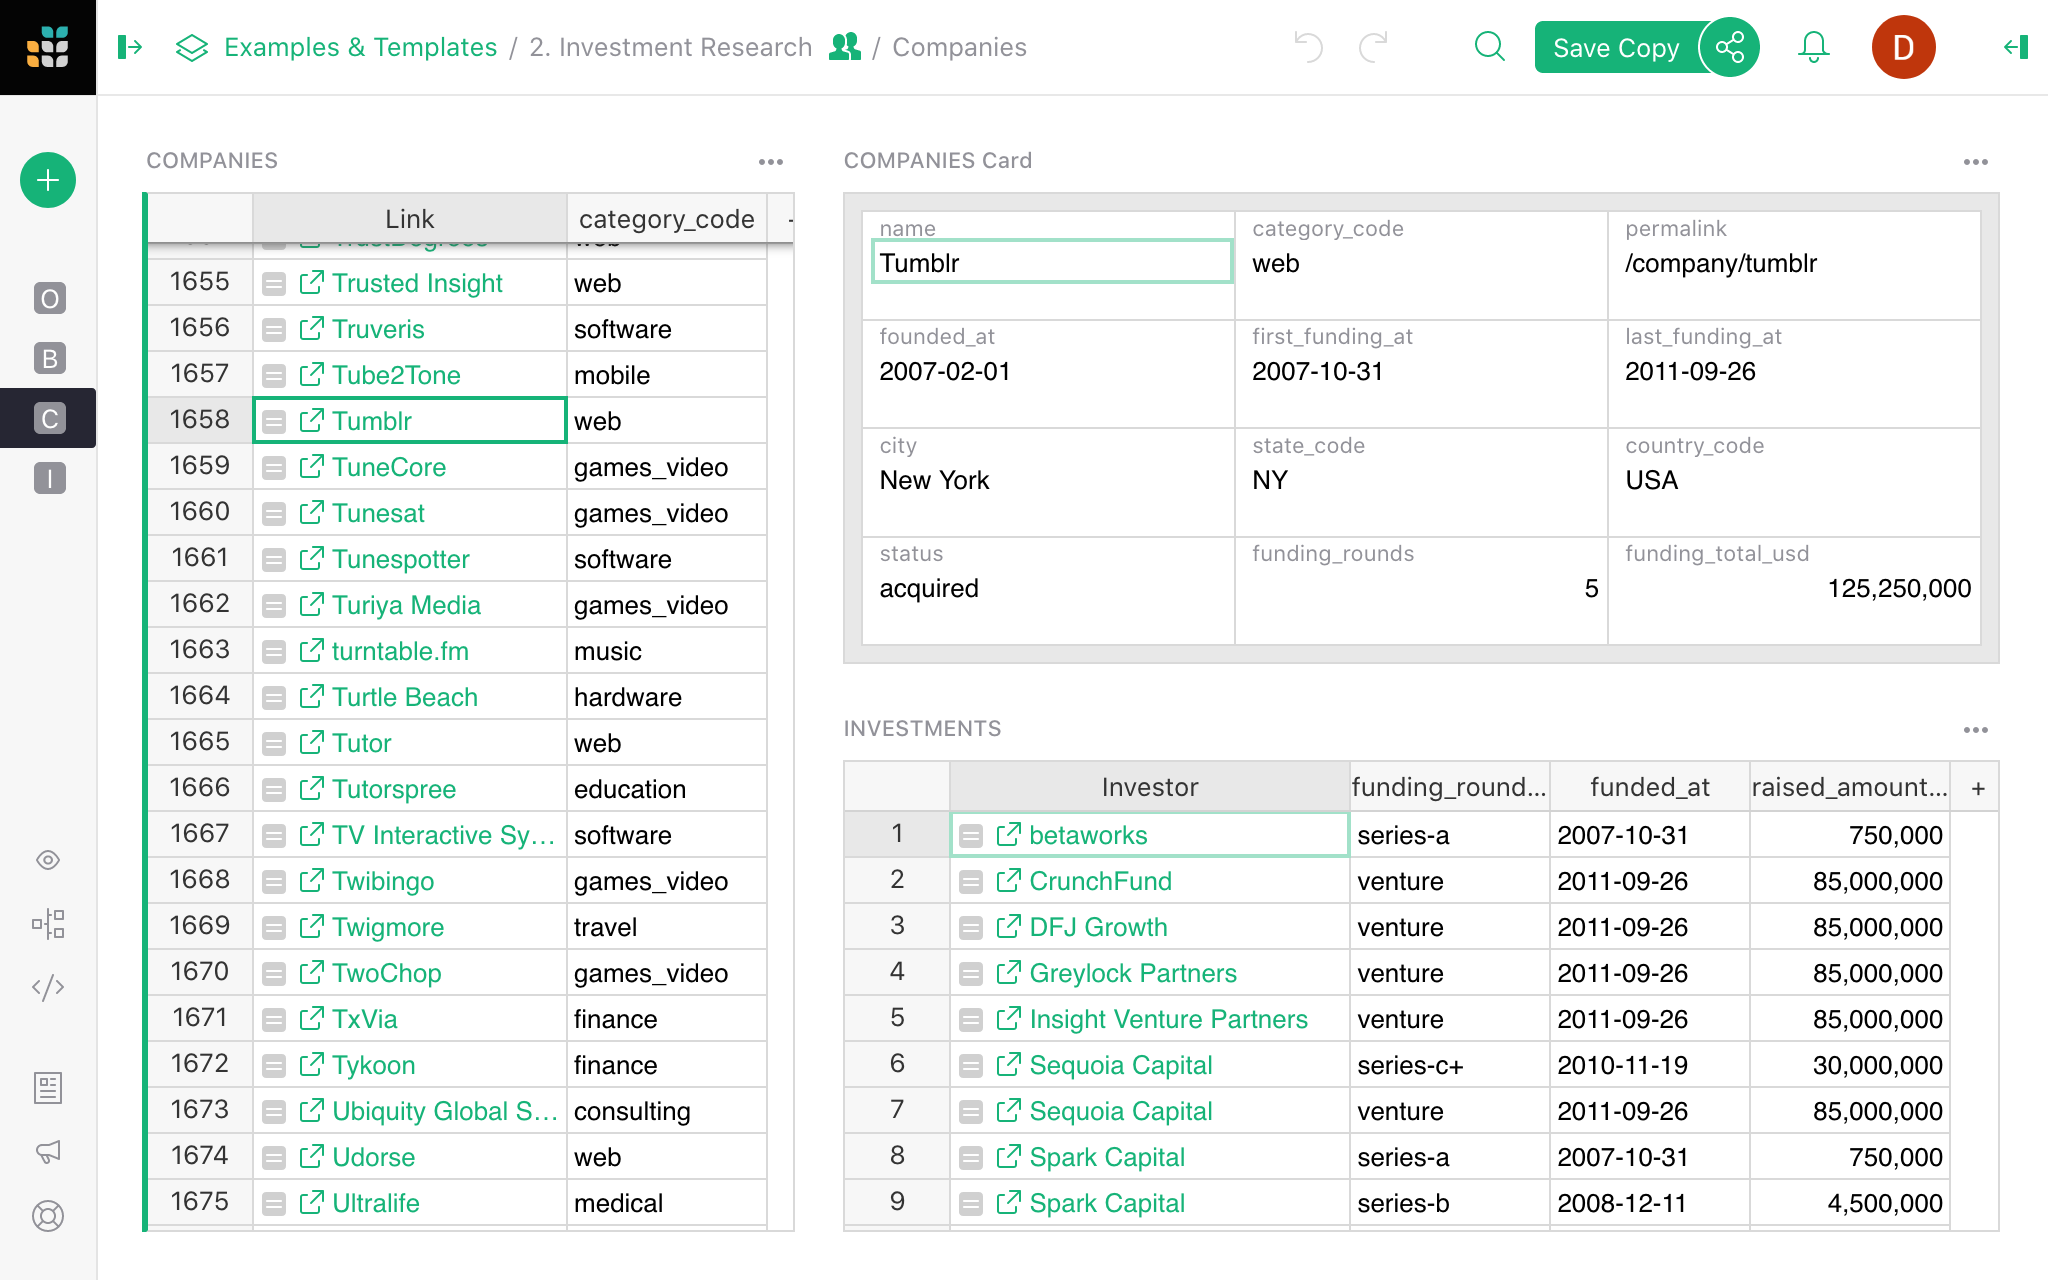 Examples & Templates / 2. Investment Research / Companies
Save Copy
D
O
B
C
I
COMPANIES
Link category_code
1655 Trusted Insight web
1656 Truveris software
1657 Tube2Tone mobile
1658 Tumblr web
1659 TuneCore games_video
1660 Tunesat games_video
1661 Tunespotter software
1662 Turiya Media games_video
1663 turntable.fm music
1664 Turtle Beach hardware
1665 Tutor web
1666 Tutorspree education
1667 TV Interactive Sy... software
1668 Twibingo games_video
1669 Twigmore travel
1670 TwoChop games_video
1671 TxVia finance
1672 Tykoon finance
1673 Ubiquity Global S... consulting
1674 Udorse web
1675 Ultralife medical
COMPANIES Card
name category_code permalink
Tumblr web /company/tumblr
founded_at first_funding_at last_funding_at
2007-02-01 2007-10-31 2011-09-26
city state_code country_code
New York NY USA
status funding_rounds funding_total_usd
acquired 5 125,250,000
INVESTMENTS
Investor funding_round... funded_at raised_amount... +
1 betaworks series-a 2007-10-31 750,000
2 CrunchFund venture 2011-09-26 85,000,000
3 DFJ Growth venture 2011-09-26 85,000,000
4 Greylock Partners venture 2011-09-26 85,000,000
5 Insight Venture Partners venture 2011-09-26 85,000,000
6 Sequoia Capital series-c+ 2010-11-19 30,000,000
7 Sequoia Capital venture 2011-09-26 85,000,000
8 Spark Capital series-a 2007-10-31 750,000
9 Spark Capital series-b 2008-12-11 4,500,000